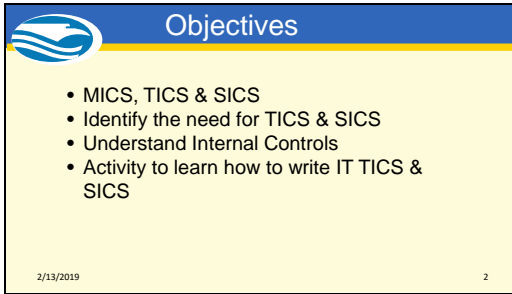 Objectives
• MICS, TICS & SICS
• Identify the need for TICS & SICS
• Understand Internal Controls
• Activity to learn how to write IT TICS &
SICS
2/13/2019
2